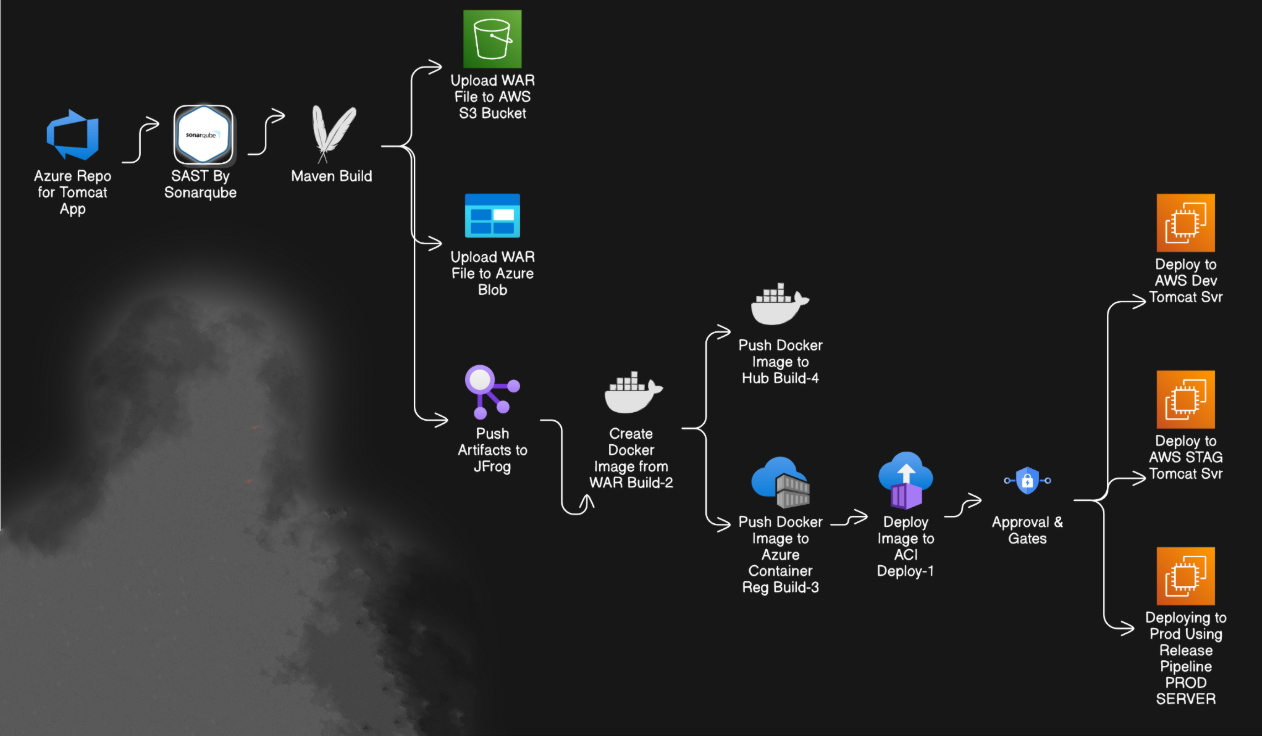 Upload WAR
File to AWS
S3 Bucket
sonarqube
Azure Repo
for Tomcat
App
SAST By
Sonarqube
Maven Build
Upload WAR
File to Azure
Blob
Push
Artifacts to
JFrog
Create
Docker
Image from
WAR Build-2
Push Docker
Image to
Hub Build-4
Push Docker
Image to
Azure
Container
Reg Build-3
Deploy
Image to
ACI
Deploy-1
Approval &
Gates
Deploy to
AWS Dev
Tomcat Svr
Deploy to
AWS STAG
Tomcat Svr
Deploying to
Prod Using
Release
Pipeline
PROD
SERVER